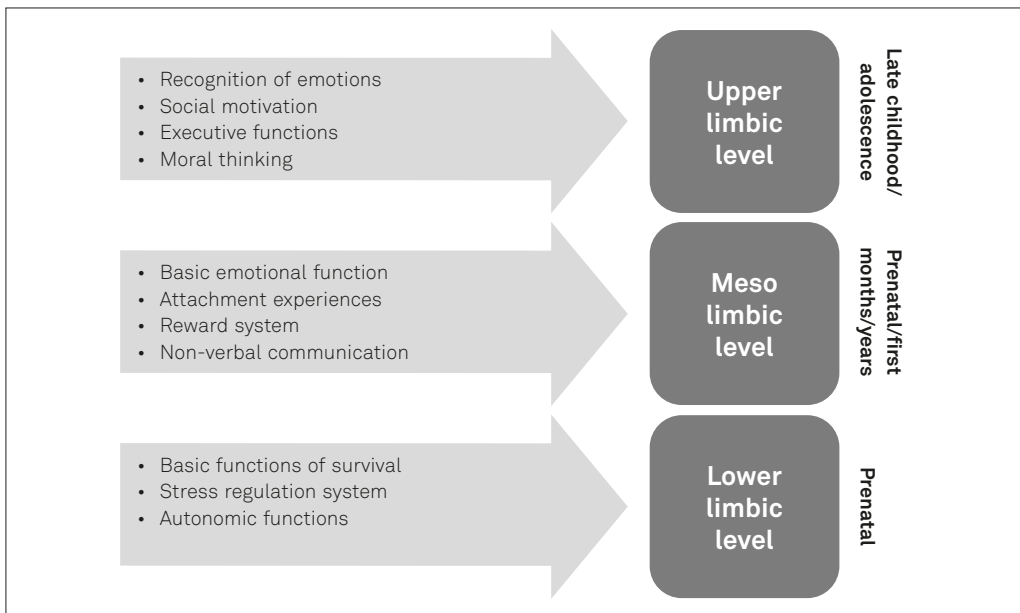 • Recognition of emotions
• Social motivation
• Executive functions
• Moral thinking
Upper
limbic
level
Late childhood/
adolescence
• Basic emotional function
• Attachment experiences
• Reward system
• Non-verbal communication
Meso
limbic
level
Prenatal/first
months/years
• Basic functions of survival
• Stress regulation system
• Autonomic functions
Lower
limbic
level
Prenatal